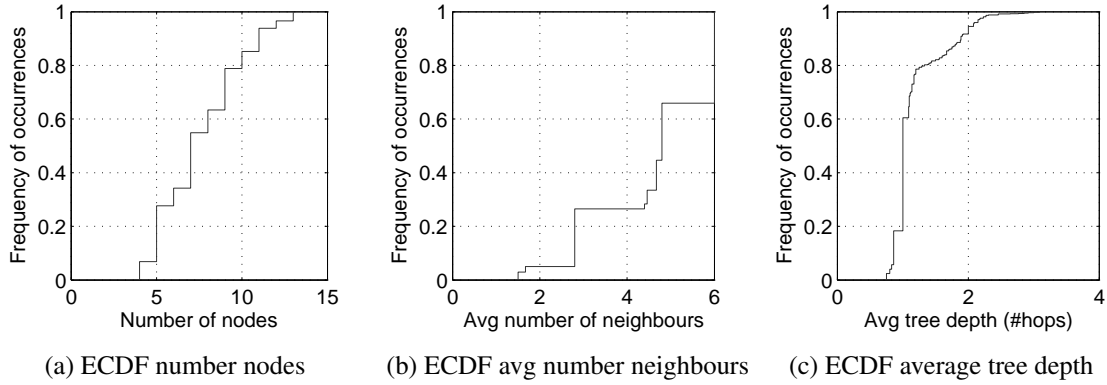 1
0.8
0.6
0.4
0.2
0
Frequency of occurrences
0 5 10 15
Number of nodes
(a) ECDF number nodes
1
0.8
0.6
0.4
0.2
0
Frequency of occurrences
0 2 4 6
Avg number of neighbours
(b) ECDF avg number neighbours
1
0.8
0.6
0.4
0.2
0
Frequency of occurrences
0 2 4
Avg tree depth (#hops)
(c) ECDF average tree depth